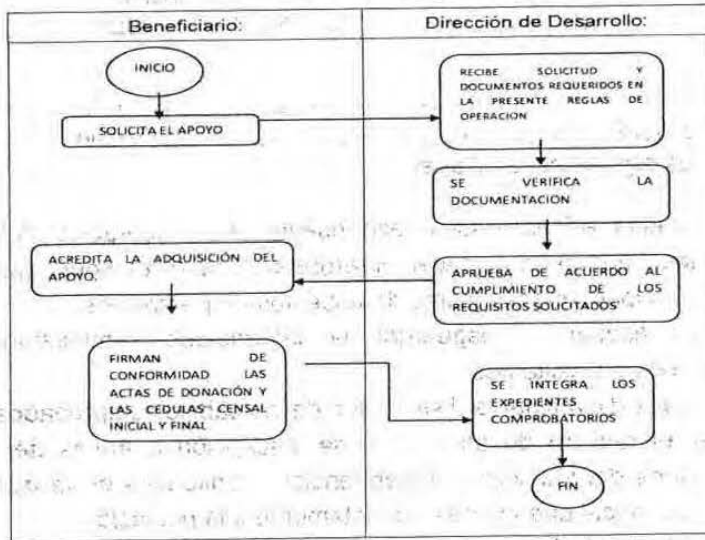 Beneficiario:
Dirección de Desarrollo:
INICIO
SOLICITA EL APOYO
RECIBE SOLICITUD Y
DOCUMENTOS REQUERIDOS EN
LA PRESENTE REGLAS DE
OPERACION
SE VERIFICA LA
DOCUMENTACION
APRUEBA DE ACUERDO AL
CUMPLIMIENTO DE LOS
REQUISITOS SOLICITADOS
ACREDITA LA ADQUISICIÓN DEL
APOYO.
FIRMAN DE
CONFORMIDAD LAS
ACTAS DE DONACIÓN Y
LAS CEDULAS CENSAL
INICIAL Y FINAL
SE INTEGRA LOS
EXPEDIENTES
COMPROBATORIOS
FIN